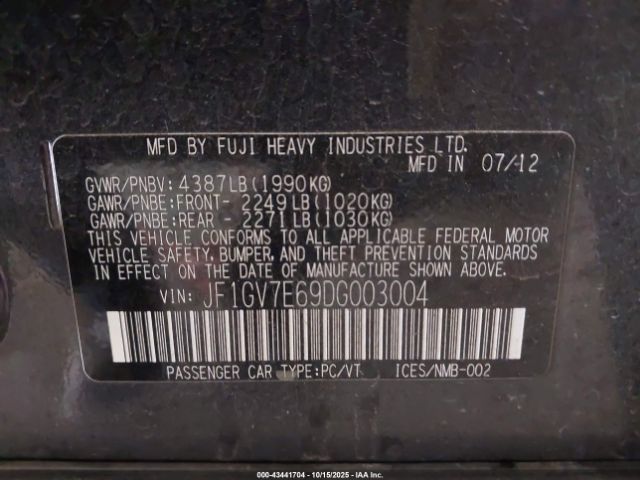 MFD BY FUJI HEAVY INDUSTRIES LTD.
MFD IN 07/12
GVWR/PNBV: 4387LB(1990KG)
GAWR/PNBE:FRONT- 2249LB(1020KG)
GAWR/PNBE:REAR 2271LB(1030KG)
THIS VEHICLE CONFORMS TO ALL APPLICABLE FEDERAL MOTOR
VEHICLE SAFETY, BUMPER, AND THEFT PREVENTION STANDARDS
IN EFFECT ON THE DATE OF MANUFACTURE SHOWN ABOVE.
VIN: JF1GV7E69DG003004
PASSENGER CAR TYPE:PC/VT ICES/NMB-002
000-43441704 - 10/15/2025 - IAA Inc.